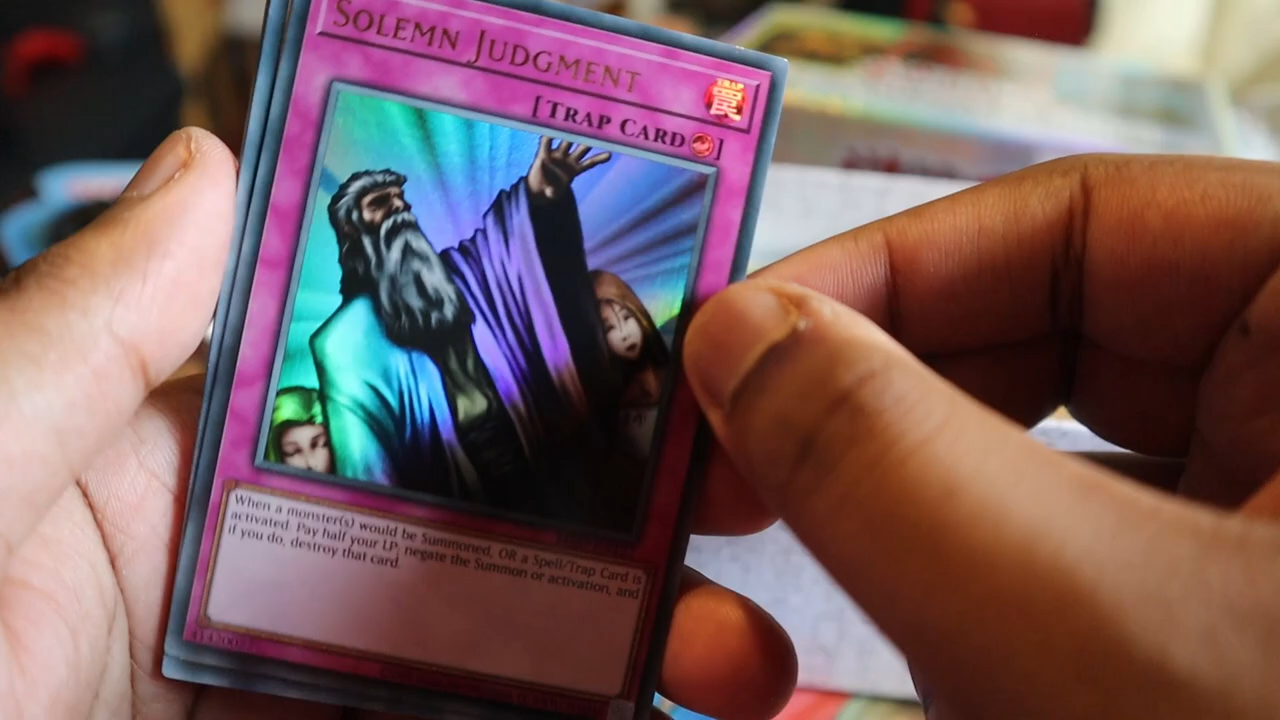 SOLEMN JUDGMENT
TRAP
罠
[TRAP CARD]
When a monster(s) would be Summoned, OR a Spell/Trap Card is
activated: Pay half your LP; negate the Summon or activation, and
if you do, destroy that card.